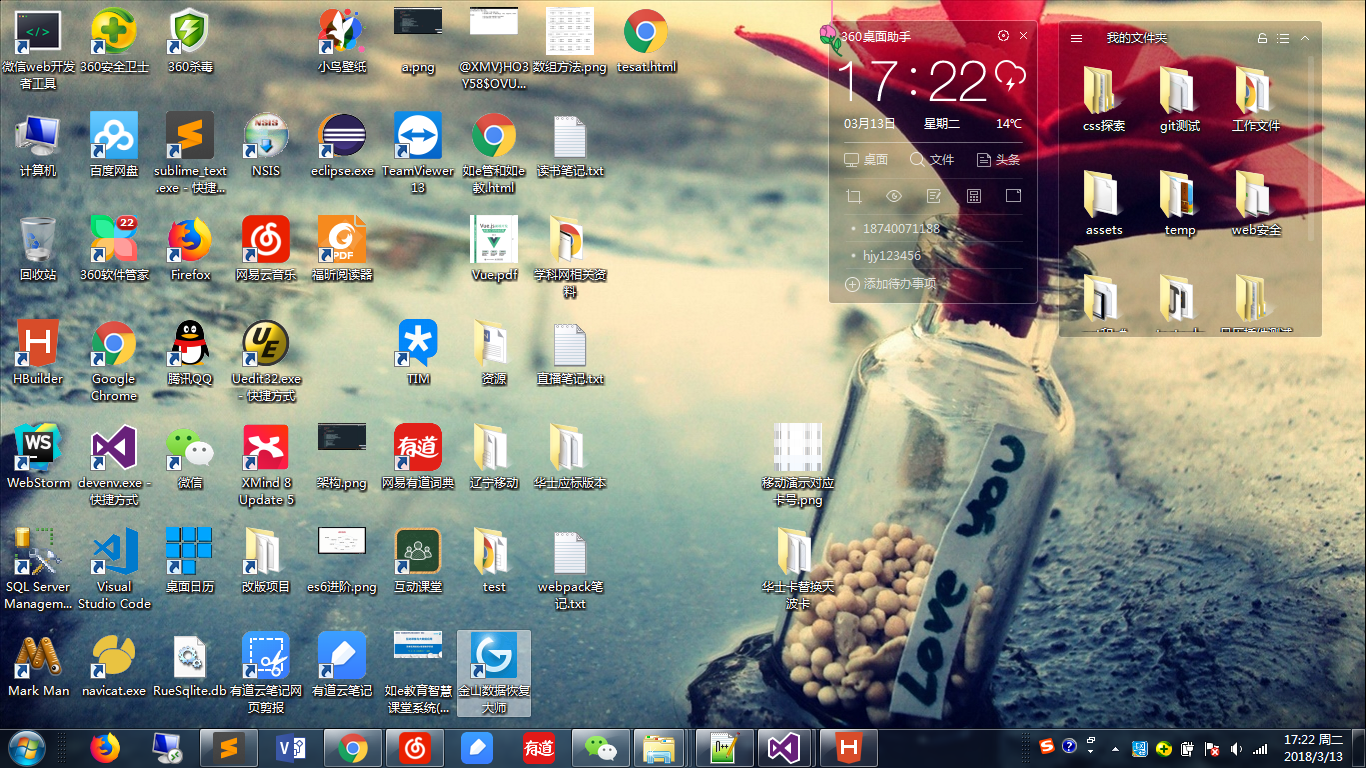 微信web开发
者工具
360安全卫士
360杀毒
小鸟壁纸
a.png
@XMV}HO3
Y58$OVU...
数组方法.png
tesat.html
计算机
百度网盘
sublime_text
.exe - 快捷...
NSIS
eclipse.exe
TeamViewer
13
如e管和如e
教.html
读书笔记.txt
回收站
22
360软件管家
Firefox
网易云音乐
PDF
福昕阅读器
Vue.pdf
学科网相关资
料
HBuilder
Google
Chrome
腾讯QQ
UE
Uedit32.exe
- 快捷方式
TIM
资源
直播笔记.txt
WS
WebStorm
devenv.exe -
快捷方式
微信
XMind 8
Update 5
架构.png
有道
网易有道词典
辽宁移动
华士应标版本
移动演示对应
卡号.png
SQL Server
Managem...
Visual
Studio Code
桌面日历
改版项目
es6进阶.png
互动课堂
test
webpack笔
记.txt
华士卡替换天
波卡
Mark Man
navicat.exe
RueSqlite.db
有道云笔记网
页剪报
有道云笔记
如e教育智慧
课堂系统(...
金山数据恢复
大师
360桌面助手
17:22
03月13日 星期二 14℃
桌面 文件 头条
18740071188
hjy123456
添加待办事项
我的文件夹
css探索
git测试
工作文件
assets
temp
web安全
Love you
有道
17:22 周二
2018/3/13